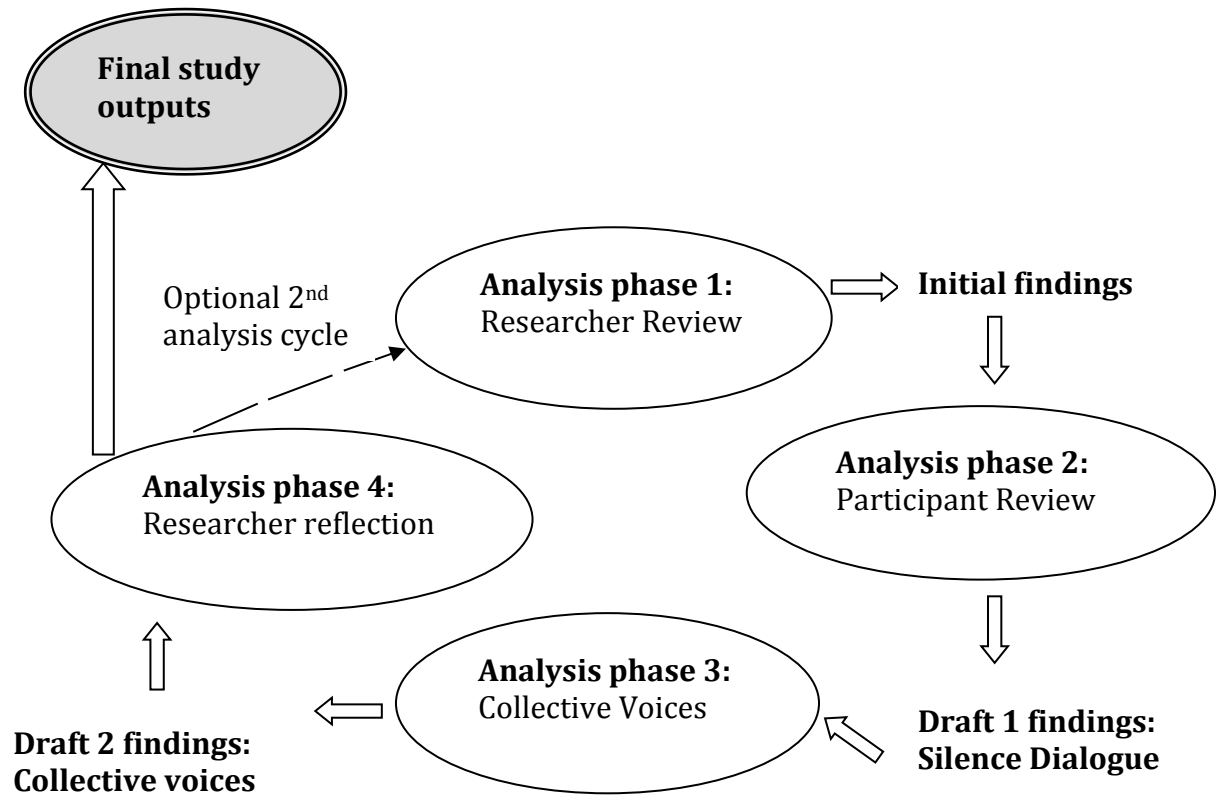 Final study
outputs
Optional 2nd
analysis cycle
Analysis phase 1:
Researcher Review
Initial findings
Analysis phase 2:
Participant Review
Draft 1 findings:
Silence Dialogue
Analysis phase 3:
Collective Voices
Draft 2 findings:
Collective voices
Analysis phase 4:
Researcher reflection